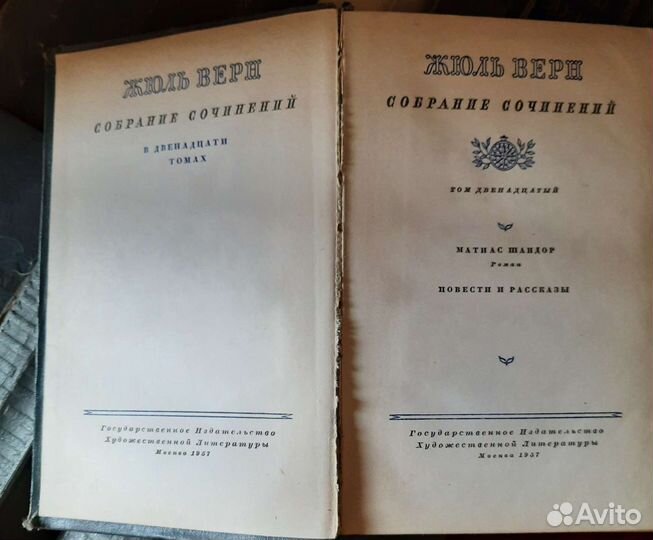 ЖЮЛЬ ВЕРН
СОБРАНИЕ СОЧИНЕНИЙ
В ДВЕНАДЦАТИ
ТОМАХ
Государственное Издательство
Художественной Литературы
Москва 1957
ЖЮЛЬ ВЕРН
СОБРАНИЕ СОЧИНЕНИЙ
ТОМ ДВЕНАДЦАТЫЙ
МАТИАС ШАНДОР
Роман
ПОВЕСТИ И РАССКАЗЫ
Государственное Издательство
Художественной Литературы
Москва 1957
Avito